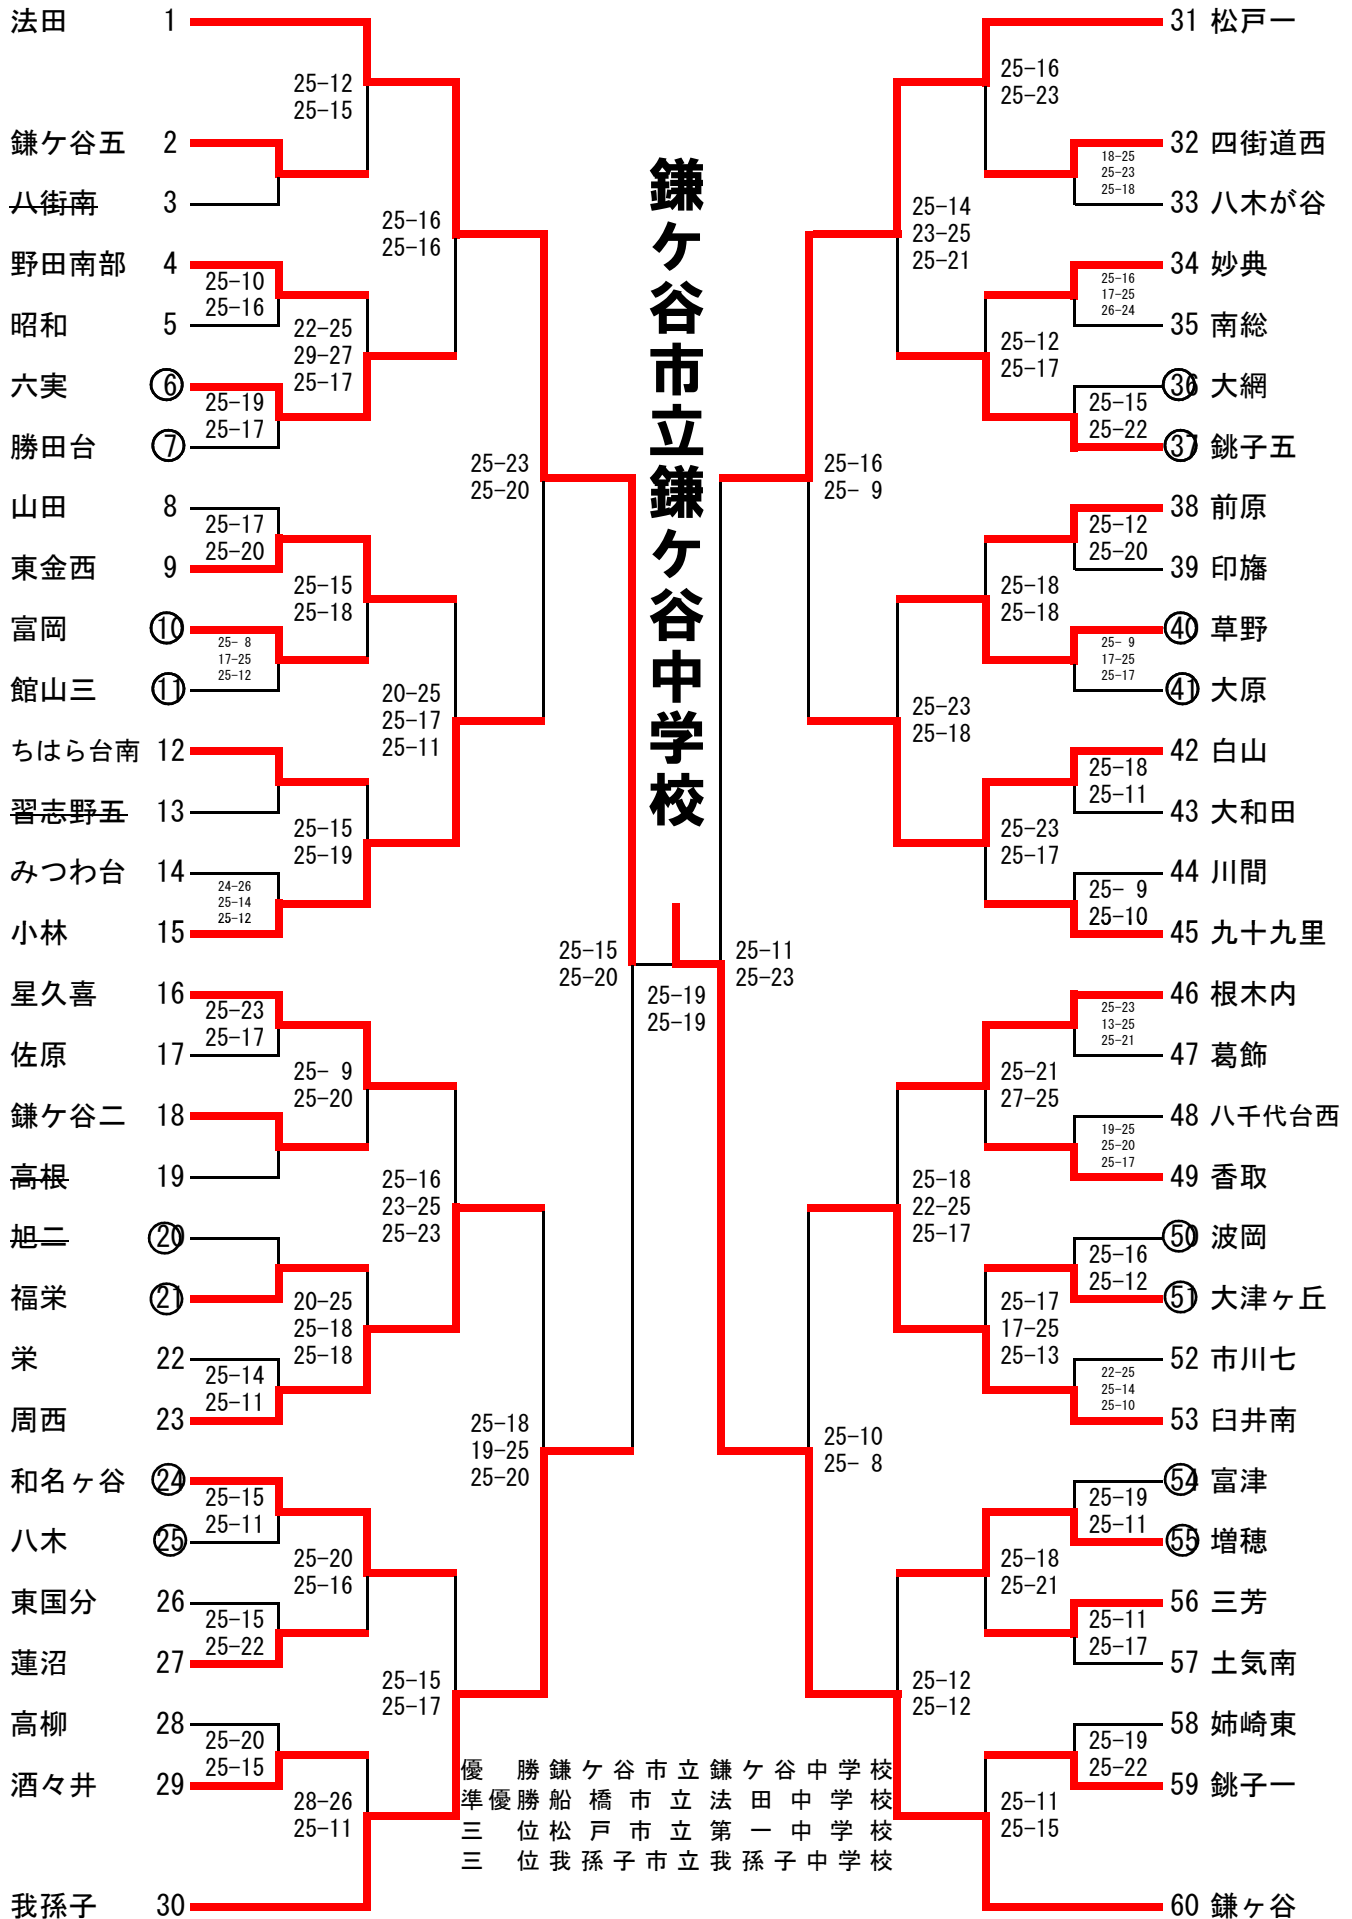 法田 1
25-12
25-15
鎌ケ谷五 2
八街南 3
25-16
25-16
野田南部 4
25-10
25-16
昭和 5
22-25
29-27
25-17
六実 6
25-19
25-17
勝田台 7
25-23
25-20
山田 8
25-17
25-20
東金西 9
25-15
25-18
富岡 10
25- 8
17-25
25-12
館山三 11
20-25
25-17
25-11
ちはら台南 12
習志野五 13
25-15
25-19
みつわ台 14
24-26
25-14
25-12
小林 15
25-15
25-20
星久喜 16
25-23
25-17
佐原 17
25- 9
25-20
鎌ケ谷二 18
高根 19
25-16
23-25
25-23
旭二 20
福栄 21
20-25
25-18
25-18
栄 22
25-14
25-11
周西 23
25-18
19-25
25-20
和名ヶ谷 24
25-15
25-11
八木 25
25-20
25-16
東国分 26
25-15
25-22
蓮沼 27
25-15
25-17
高柳 28
25-20
25-15
酒々井 29
28-26
25-11
我孫子 30
鎌ケ谷市立鎌ケ谷中学校
25-19
25-19
31 松戸一
25-16
25-23
32 四街道西
18-25
25-23
25-18
33 八木が谷
25-14
23-25
25-21
34 妙典
25-16
17-25
26-24
35 南総
25-12
25-17
36 大網
25-15
25-22
37 銚子五
25-16
25- 9
38 前原
25-12
25-20
39 印旛
25-18
25-18
40 草野
25- 9
17-25
25-17
41 大原
25-23
25-18
42 白山
25-18
25-11
43 大和田
25-23
25-17
44 川間
25- 9
25-10
45 九十九里
25-11
25-23
46 根木内
25-23
13-25
25-21
47 葛飾
25-21
27-25
48 八千代台西
19-25
25-20
25-17
49 香取
25-18
22-25
25-17
50 波岡
25-16
25-12
51 大津ヶ丘
25-17
17-25
25-13
52 市川七
22-25
25-14
25-10
53 臼井南
25-10
25- 8
54 富津
25-19
25-11
55 増穂
25-18
25-21
56 三芳
25-11
25-17
57 土気南
25-12
25-12
58 姉崎東
25-19
25-22
59 銚子一
25-11
25-15
60 鎌ヶ谷
優勝 鎌ケ谷市立鎌ケ谷中学校
準優勝 船橋市立法田中学校
三位 松戸市立第一中学校
三位 我孫子市立我孫子中学校